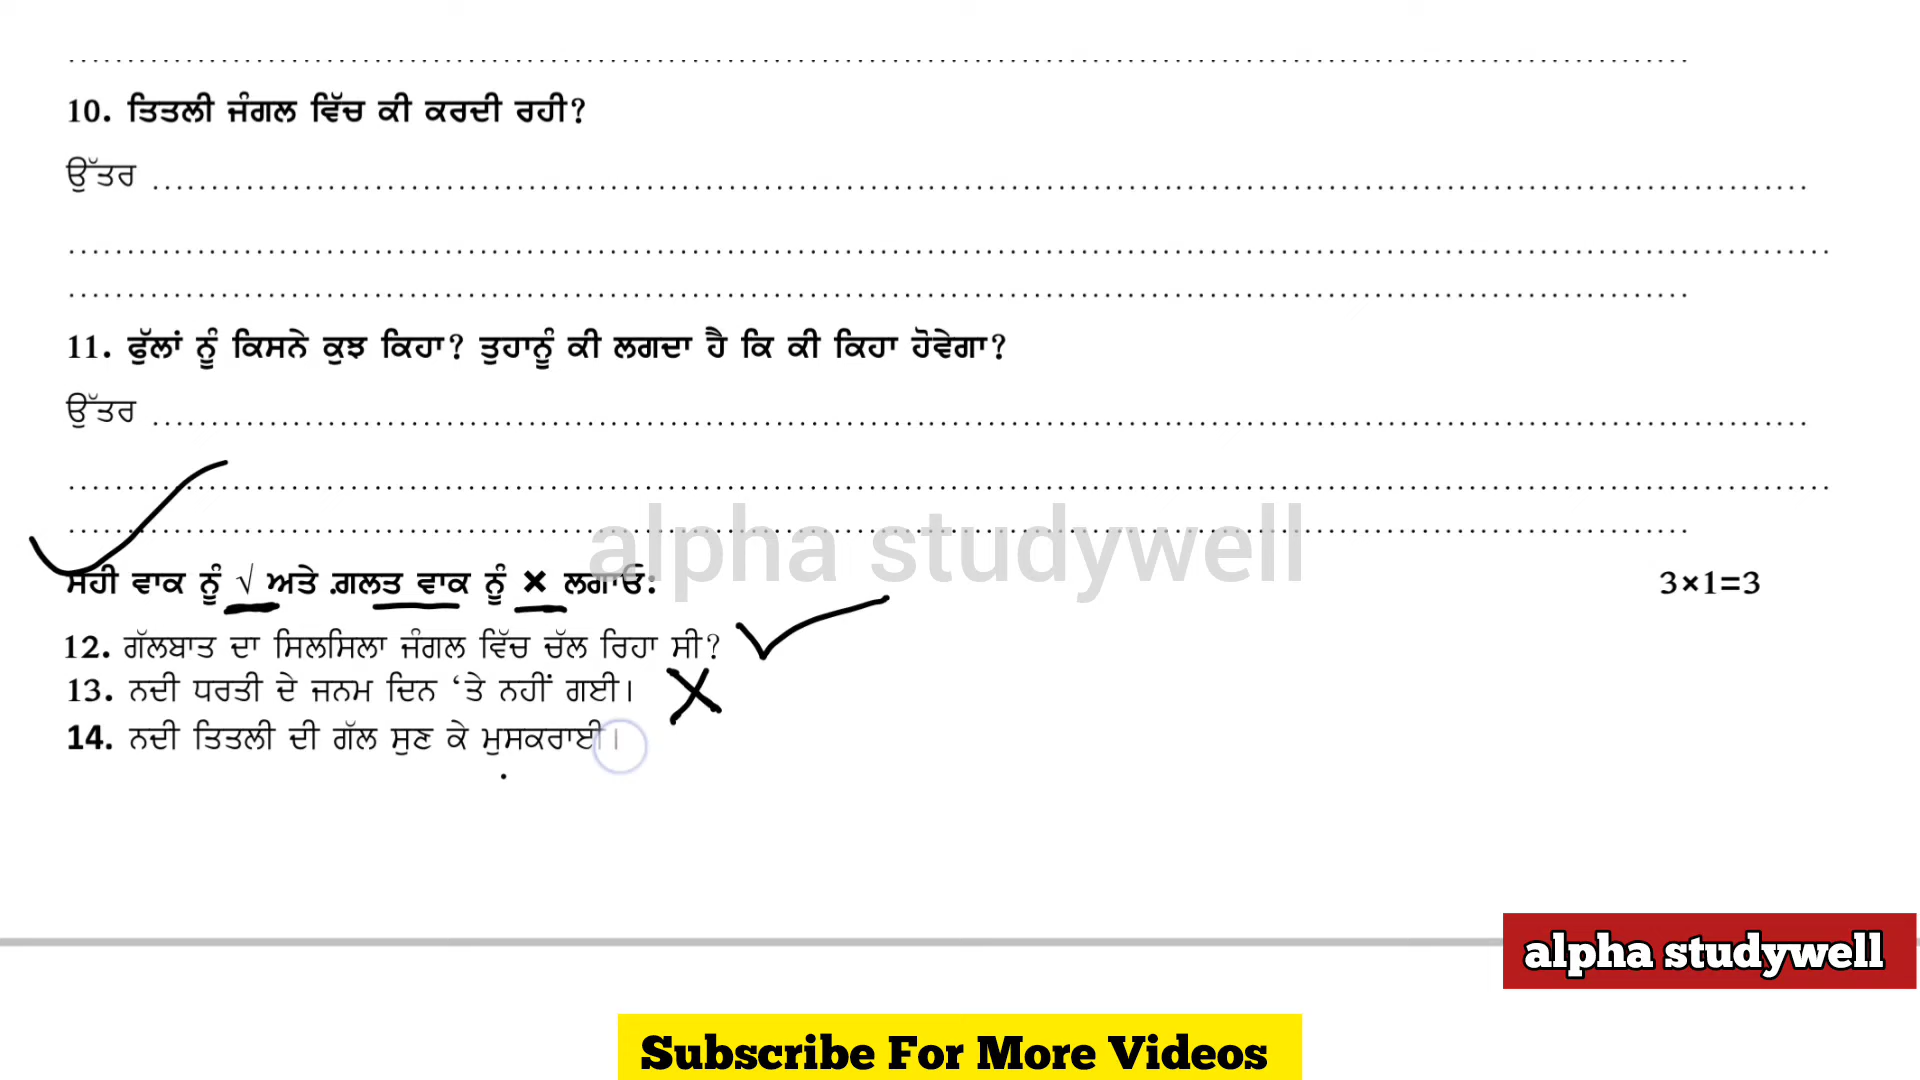 10. ਤਿਤਲੀ ਜੰਗਲ ਵਿੱਚ ਕੀ ਕਰਦੀ ਰਹੀ?
ਉੱਤਰ ........................................................................
........................................................................
........................................................................
11. ਫੁੱਲਾਂ ਨੂੰ ਕਿਸਨੇ ਕੁਝ ਕਿਹਾ? ਤੁਹਾਨੂੰ ਕੀ ਲਗਦਾ ਹੈ ਕਿ ਕੀ ਕਿਹਾ ਹੋਵੇਗਾ?
ਉੱਤਰ ........................................................................
........................................................................
........................................................................
alpha studywell
ਸਹੀ ਵਾਕ ਨੂੰ √ ਅਤੇ ਗ਼ਲਤ ਵਾਕ ਨੂੰ × ਲਗਾਓ: 3×1=3
12. ਗੱਲਬਾਤ ਦਾ ਸਿਲਸਿਲਾ ਜੰਗਲ ਵਿੱਚ ਚੱਲ ਰਿਹਾ ਸੀ? ✓
13. ਨਦੀ ਧਰਤੀ ਦੇ ਜਨਮ ਦਿਨ ‘ਤੇ ਨਹੀਂ ਗਈ। ✗
14. ਨਦੀ ਤਿਤਲੀ ਦੀ ਗੱਲ ਸੁਣ ਕੇ ਮੁਸਕਰਾਈ।
alpha studywell
Subscribe For More Videos